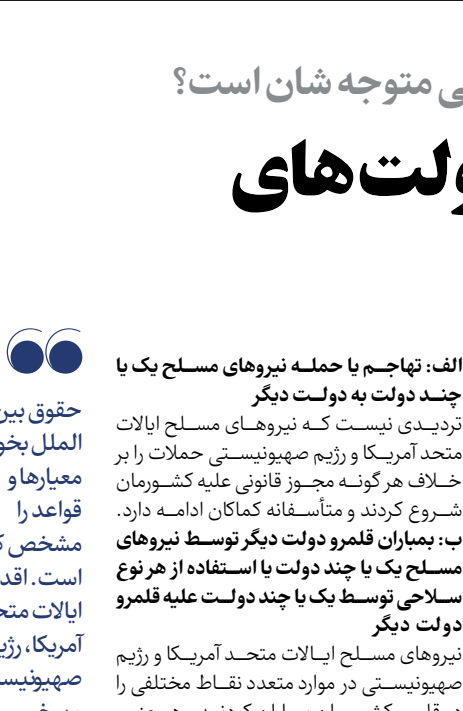 ی متوجه شان است؟
ولت‌های
الف: تهاجم یا حمله نیروهای مسلح یک یا
چند دولت به دولت دیگر
تردیدی نیست که نیروهای مسلح ایالات
متحد آمریکا و رژیم صهیونیستی حملات را بر
خلاف هر گونه مجوز قانونی علیه کشورمان
شروع کردند و متأسفانه کماکان ادامه دارد.
ب: بمباران قلمرو دولت دیگر توسط نیروهای
مسلح یک یا چند دولت یا استفاده از هر نوع
سلاحی توسط یک یا چند دولت علیه قلمرو
دولت دیگر
نیروهای مسلح ایالات متحد آمریکا و رژیم
صهیونیستی در موارد متعدد نقاط مختلفی را
حقوق بین
الملل بخو
معیارها و
قواعد را
مشخص ک
است. اقد
ایالات متح
آمریکا، رژی
صهیونیس